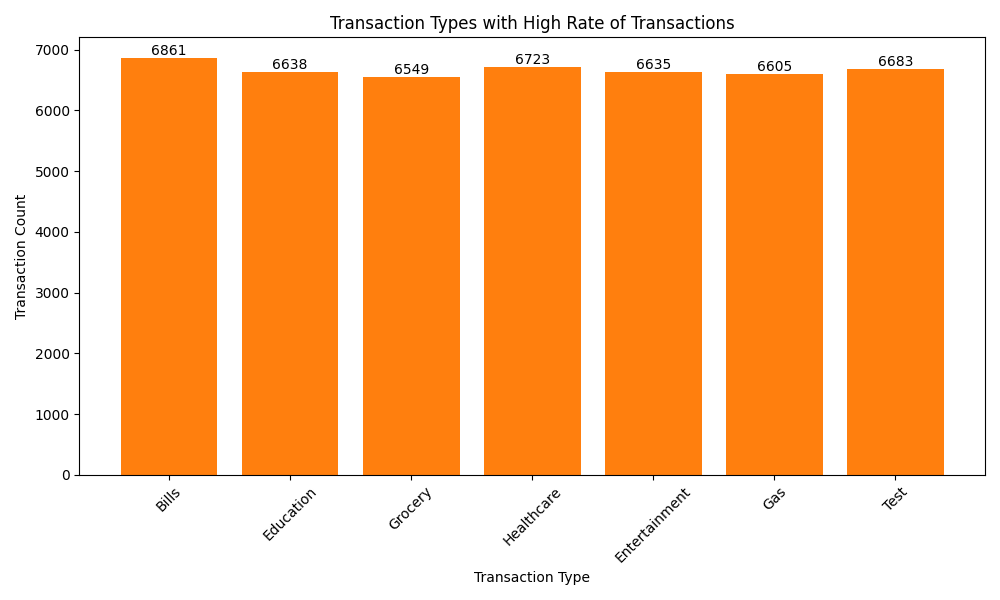 Transaction Types with High Rate of Transactions
Transaction Count
7000
6000
5000
4000
3000
2000
1000
0
6861
6638
6549
6723
6635
6605
6683
Bills
Education
Grocery
Healthcare
Entertainment
Gas
Test
Transaction Type